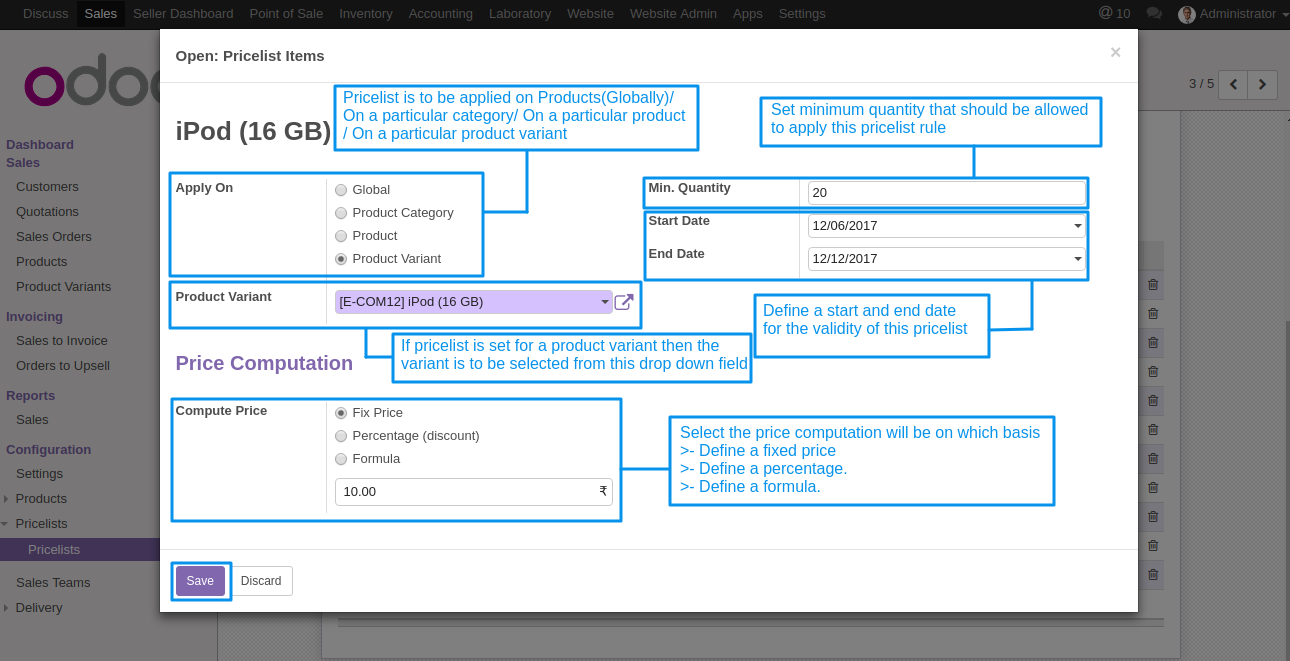 Discuss Sales Seller Dashboard Point of Sale Inventory Accounting Laboratory Website Website Admin Apps Settings @ 10 Administrator
Open: Pricelist Items ×
odoo
3 / 5
Dashboard
Sales
Customers
Quotations
Sales Orders
Products
Product Variants
Invoicing
Sales to Invoice
Orders to Upsell
Reports
Sales
Configuration
Settings
Products
Pricelists
Pricelists
Sales Teams
Delivery
iPod (16 GB)
Pricelist is to be applied on Products(Globally)/
On a particular category/ On a particular product
/ On a particular product variant
Set minimum quantity that should be allowed
to apply this pricelist rule
Apply On
Global
Product Category
Product
Product Variant
Min. Quantity 20
Start Date 12/06/2017
End Date 12/12/2017
Product Variant [E-COM12] iPod (16 GB)
Define a start and end date
for the validity of this pricelist
If pricelist is set for a product variant then the
variant is to be selected from this drop down field
Price Computation
Compute Price
Fix Price
Percentage (discount)
Formula
10.00 ₹
Select the price computation will be on which basis
>- Define a fixed price
>- Define a percentage.
>- Define a formula.
Save Discard